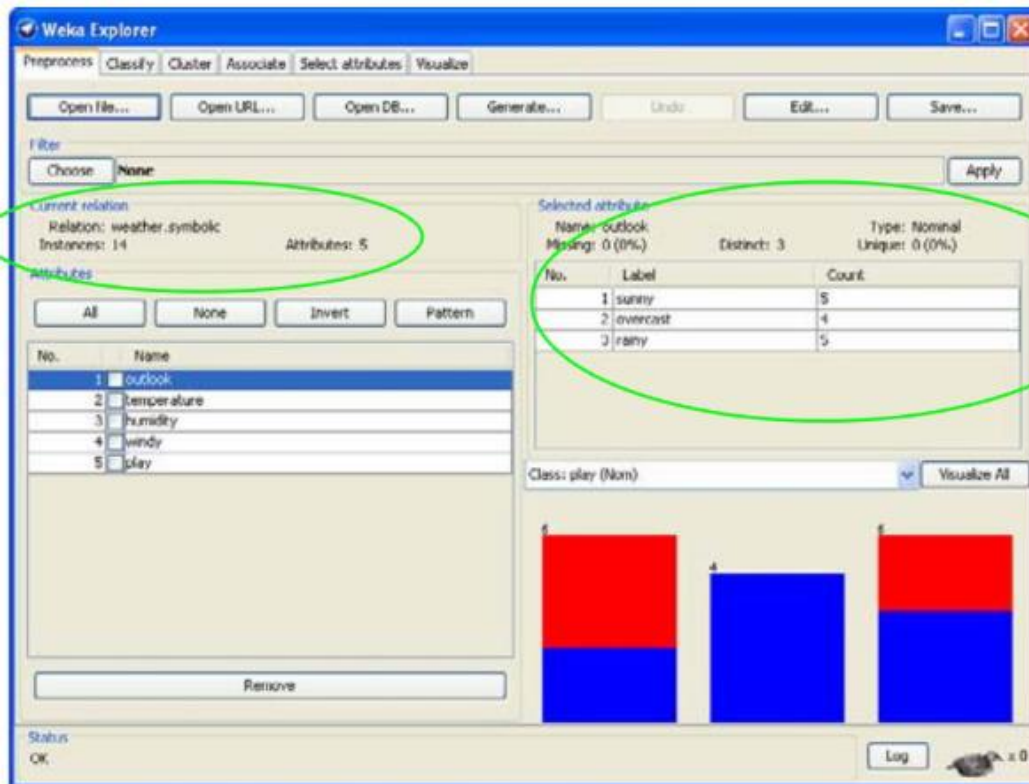 Weka Explorer
Preprocess Classify Cluster Associate Select attributes Visualize
Open file... Open URL... Open DB... Generate... Undo Edit... Save...
Filter
Choose None Apply
Current relation
Relation: weather.symbolic
Instances: 14 Attributes: 5
Attributes
All None Invert Pattern
No. Name
1 outlook
2 temperature
3 humidity
4 windy
5 play
Remove
Selected attribute
Name: outlook Type: Nominal
Missing: 0 (0%) Distinct: 3 Unique: 0 (0%)
No. Label Count
1 sunny 5
2 overcast 4
3 rainy 5
Class: play (Nom) Visualize All
5 4 5
Status
OK
Log x 0